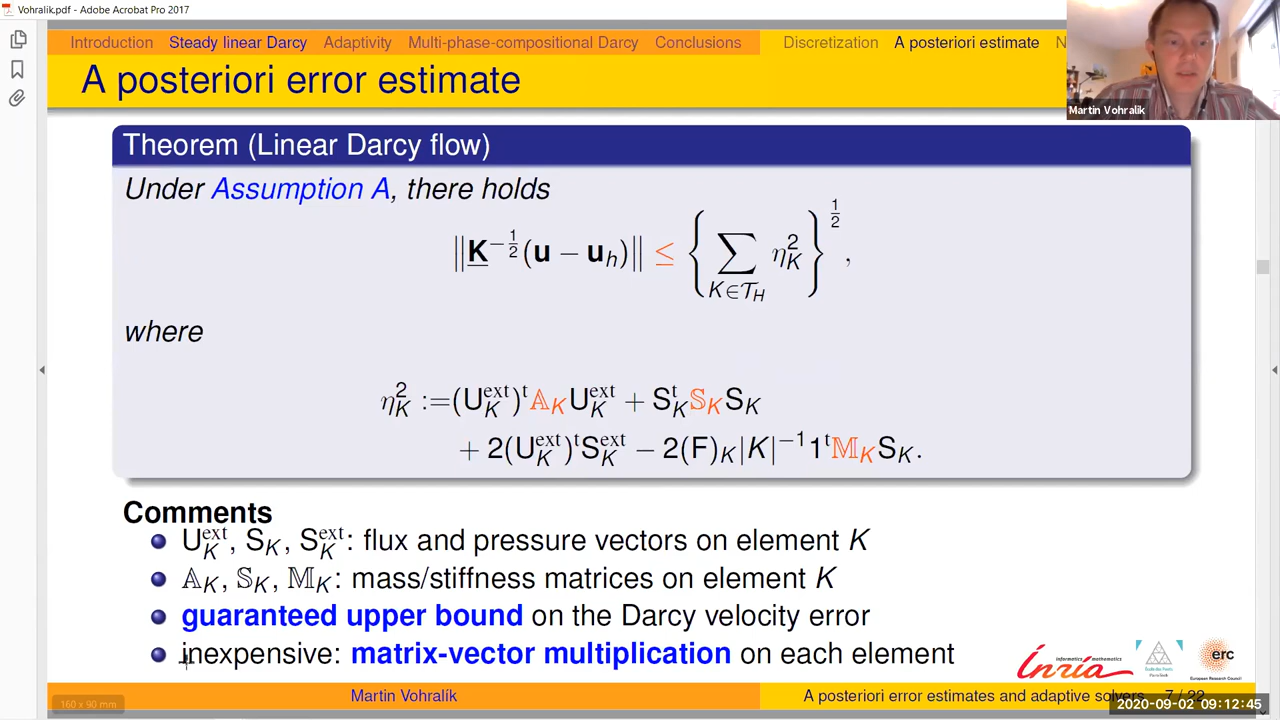 Vohralik.pdf - Adobe Acrobat Pro 2017
Introduction Steady linear Darcy Adaptivity Multi-phase-compositional Darcy Conclusions Discretization A posteriori estimate
A posteriori error estimate
Martin Vohralik
Theorem (Linear Darcy flow)
Under Assumption A, there holds
‖K^{-1/2}(u − u_h)‖ ≤ { ∑_{K∈T_H} η_K^2 }^{1/2},
where
η_K^2 := (U_K^ext)^t 𝔸_K U_K^ext + S_K^t 𝕊_K S_K
+ 2(U_K^ext)^t S_K^ext − 2(F)_K |K|^{-1} 1^t 𝕄_K S_K.
Comments
U_K^ext, S_K, S_K^ext: flux and pressure vectors on element K
𝔸_K, 𝕊_K, 𝕄_K: mass/stiffness matrices on element K
guaranteed upper bound on the Darcy velocity error
inexpensive: matrix-vector multiplication on each element
informatics mathematics
Inria
erc
European Research Council
Martin Vohralík A posteriori error estimates and adaptive solvers 7 / 22
160 x 90 mm
2020-09-02 09:12:45